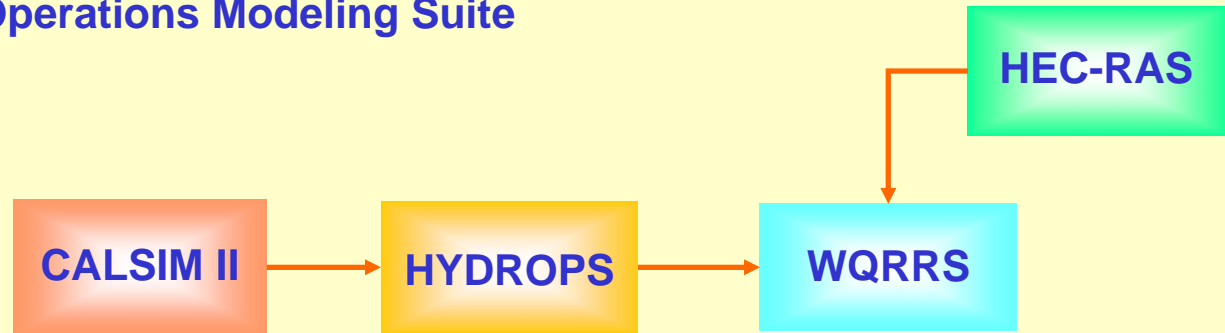 Operations Modeling Suite
HEC-RAS
CALSIM II
HYDROPS
WQRRS